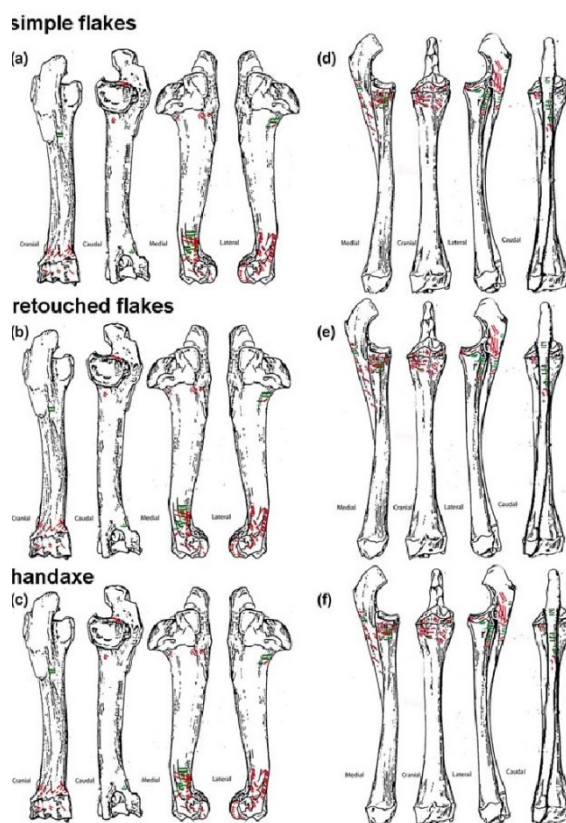 simple flakes
(a) (d)
Cranial Caudal Medial Lateral
Medial Cranial Lateral Caudal
retouched flakes
(b) (e)
Cranial Caudal Medial Lateral
Medial Cranial Lateral Caudal
handaxe
(c) (f)
Cranial Caudal Medial Lateral
Medial Cranial Lateral Caudal